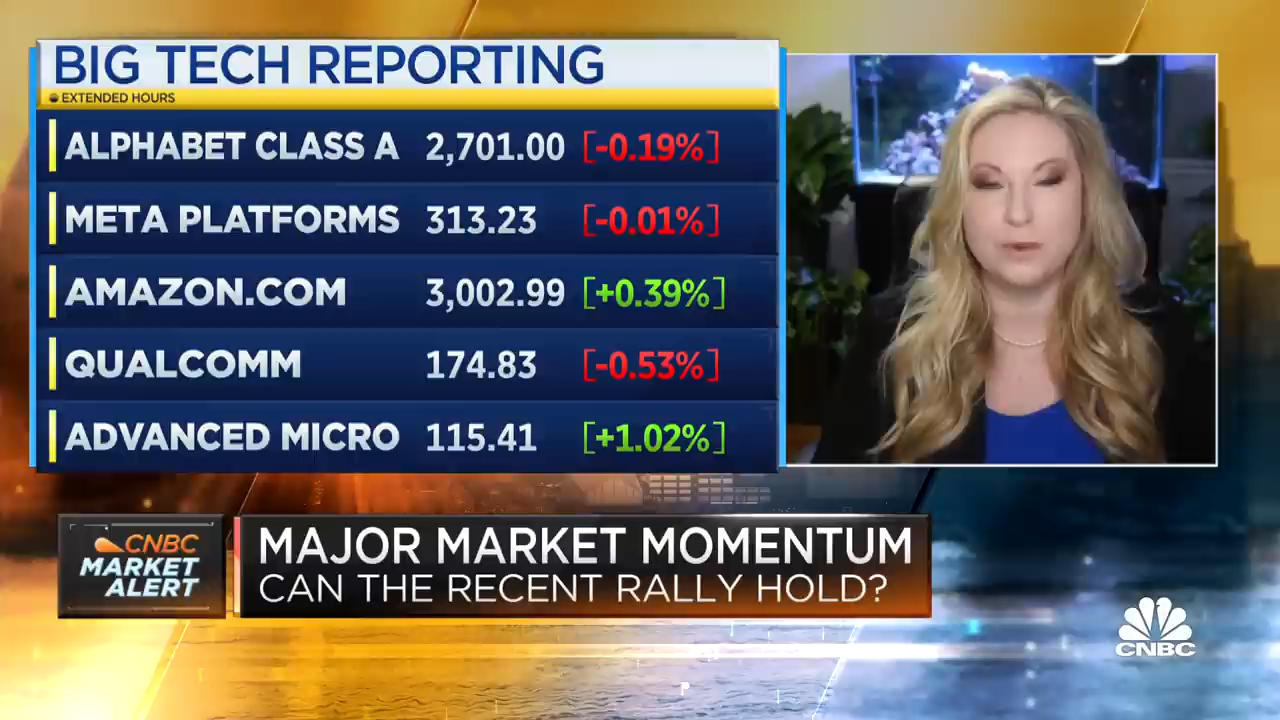 BIG TECH REPORTING
EXTENDED HOURS
ALPHABET CLASS A 2,701.00 [-0.19%]
META PLATFORMS 313.23 [-0.01%]
AMAZON.COM 3,002.99 [+0.39%]
QUALCOMM 174.83 [-0.53%]
ADVANCED MICRO 115.41 [+1.02%]
CNBC
MARKET
ALERT
MAJOR MARKET MOMENTUM
CAN THE RECENT RALLY HOLD?
CNBC